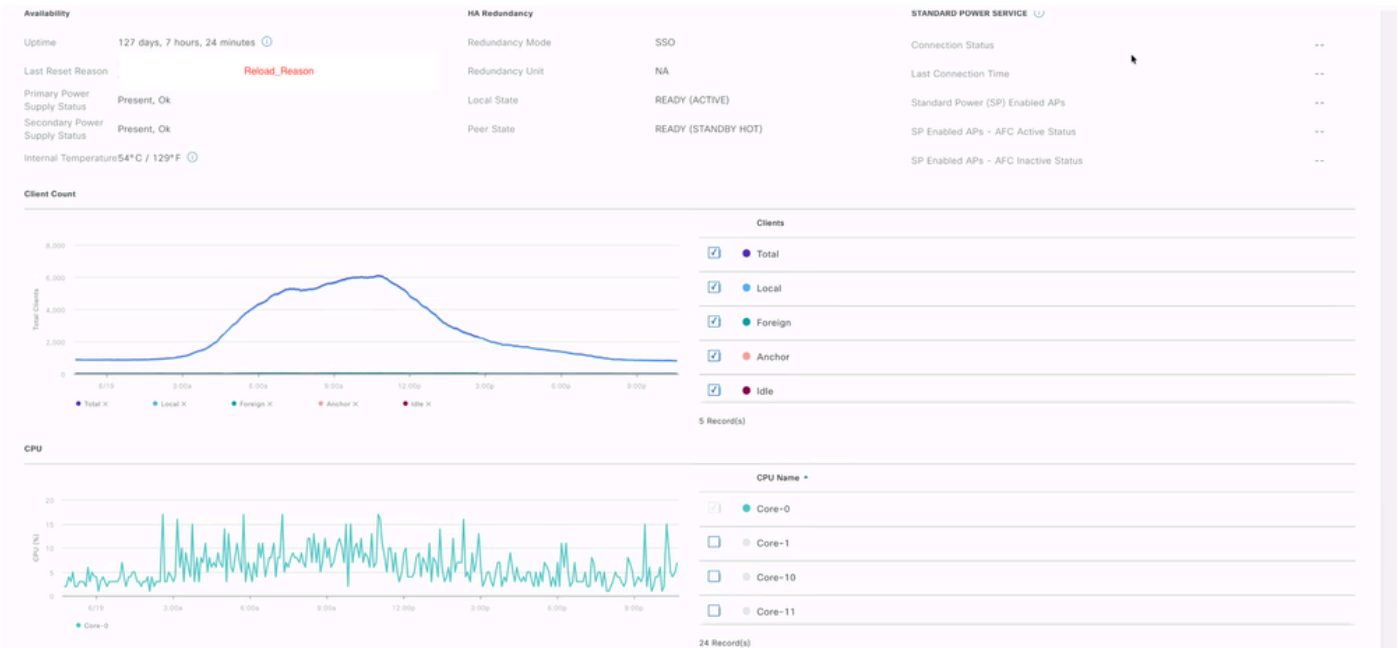 Availability
Uptime 127 days, 7 hours, 24 minutes
Last Reset Reason Reload_Reason
Primary Power Supply Status Present, Ok
Secondary Power Supply Status Present, Ok
Internal Temperature 54°C / 129°F
HA Redundancy
Redundancy Mode SSO
Redundancy Unit NA
Local State READY (ACTIVE)
Peer State READY (STANDBY HOT)
STANDARD POWER SERVICE
Connection Status --
Last Connection Time --
Standard Power (SP) Enabled APs --
SP Enabled APs - AFC Active Status --
SP Enabled APs - AFC Inactive Status --
Client Count
Total Clients
8,000
6,000
4,000
2,000
0
6/19 3:00a 6:00a 9:00a 12:00p 3:00p 6:00p 9:00p
Total × Local × Foreign × Anchor × Idle ×
Clients
Total
Local
Foreign
Anchor
Idle
5 Record(s)
CPU
CPU (%)
20
15
10
5
0
6/19 3:00a 6:00a 9:00a 12:00p 3:00p 6:00p 9:00p
Core-0
CPU Name
Core-0
Core-1
Core-10
Core-11
24 Record(s)